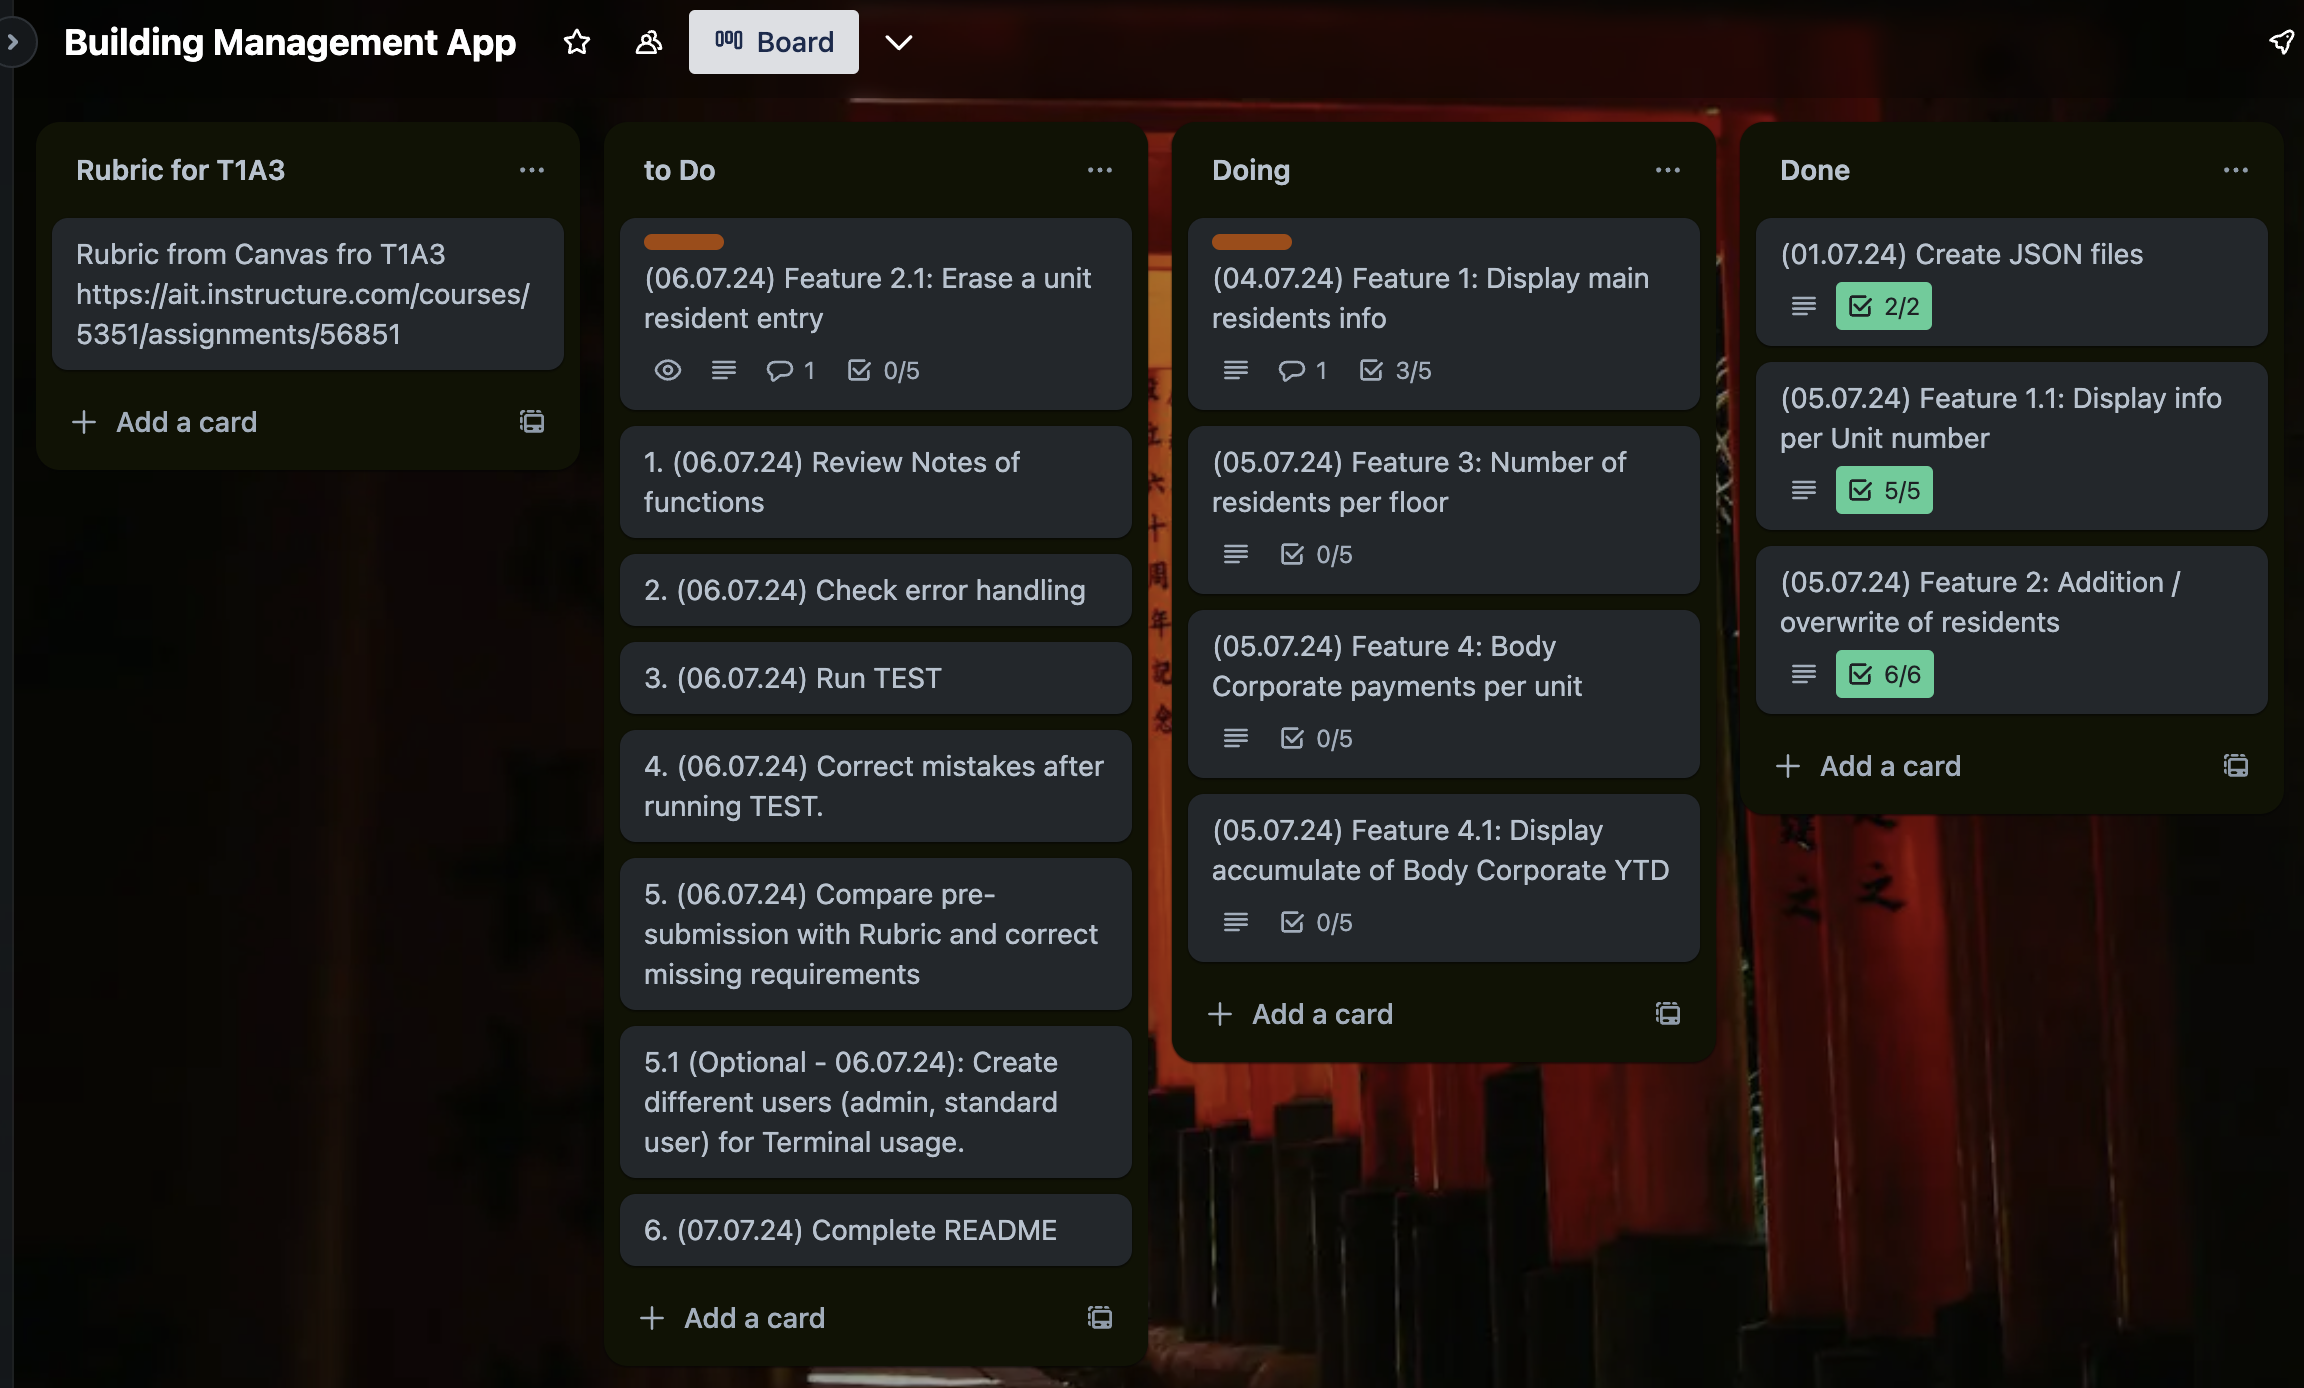 Building Management App
Board
Rubric for T1A3
Rubric from Canvas fro T1A3
https://ait.instructure.com/courses/
5351/assignments/56851
Add a card
to Do
(06.07.24) Feature 2.1: Erase a unit
resident entry
1
0/5
1. (06.07.24) Review Notes of
functions
2. (06.07.24) Check error handling
3. (06.07.24) Run TEST
4. (06.07.24) Correct mistakes after
running TEST.
5. (06.07.24) Compare pre-
submission with Rubric and correct
missing requirements
5.1 (Optional - 06.07.24): Create
different users (admin, standard
user) for Terminal usage.
6. (07.07.24) Complete README
Add a card
Doing
(04.07.24) Feature 1: Display main
residents info
1
3/5
(05.07.24) Feature 3: Number of
residents per floor
0/5
(05.07.24) Feature 4: Body
Corporate payments per unit
0/5
(05.07.24) Feature 4.1: Display
accumulate of Body Corporate YTD
0/5
Add a card
Done
(01.07.24) Create JSON files
2/2
(05.07.24) Feature 1.1: Display info
per Unit number
5/5
(05.07.24) Feature 2: Addition /
overwrite of residents
6/6
Add a card